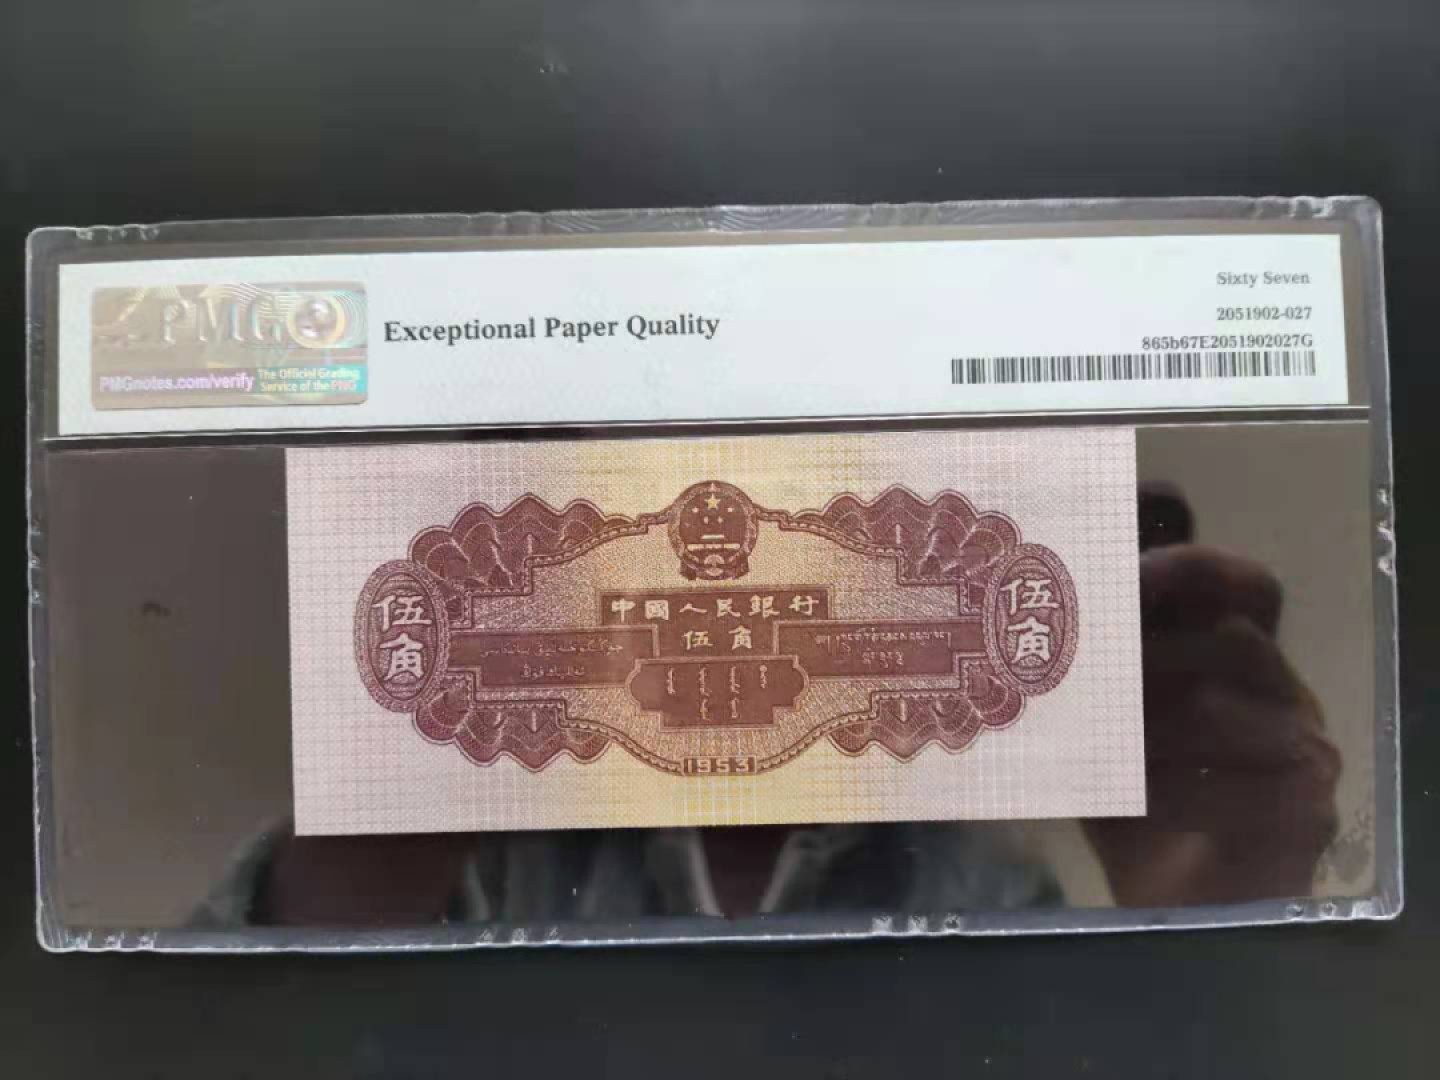 Sixty Seven
2051902-027
865b67E2051902027G
PMG
PMGnotes.com/verify
The Official Grading
Service of the PNG
Exceptional Paper Quality
中國人民銀行
伍角
伍角
伍角
1953